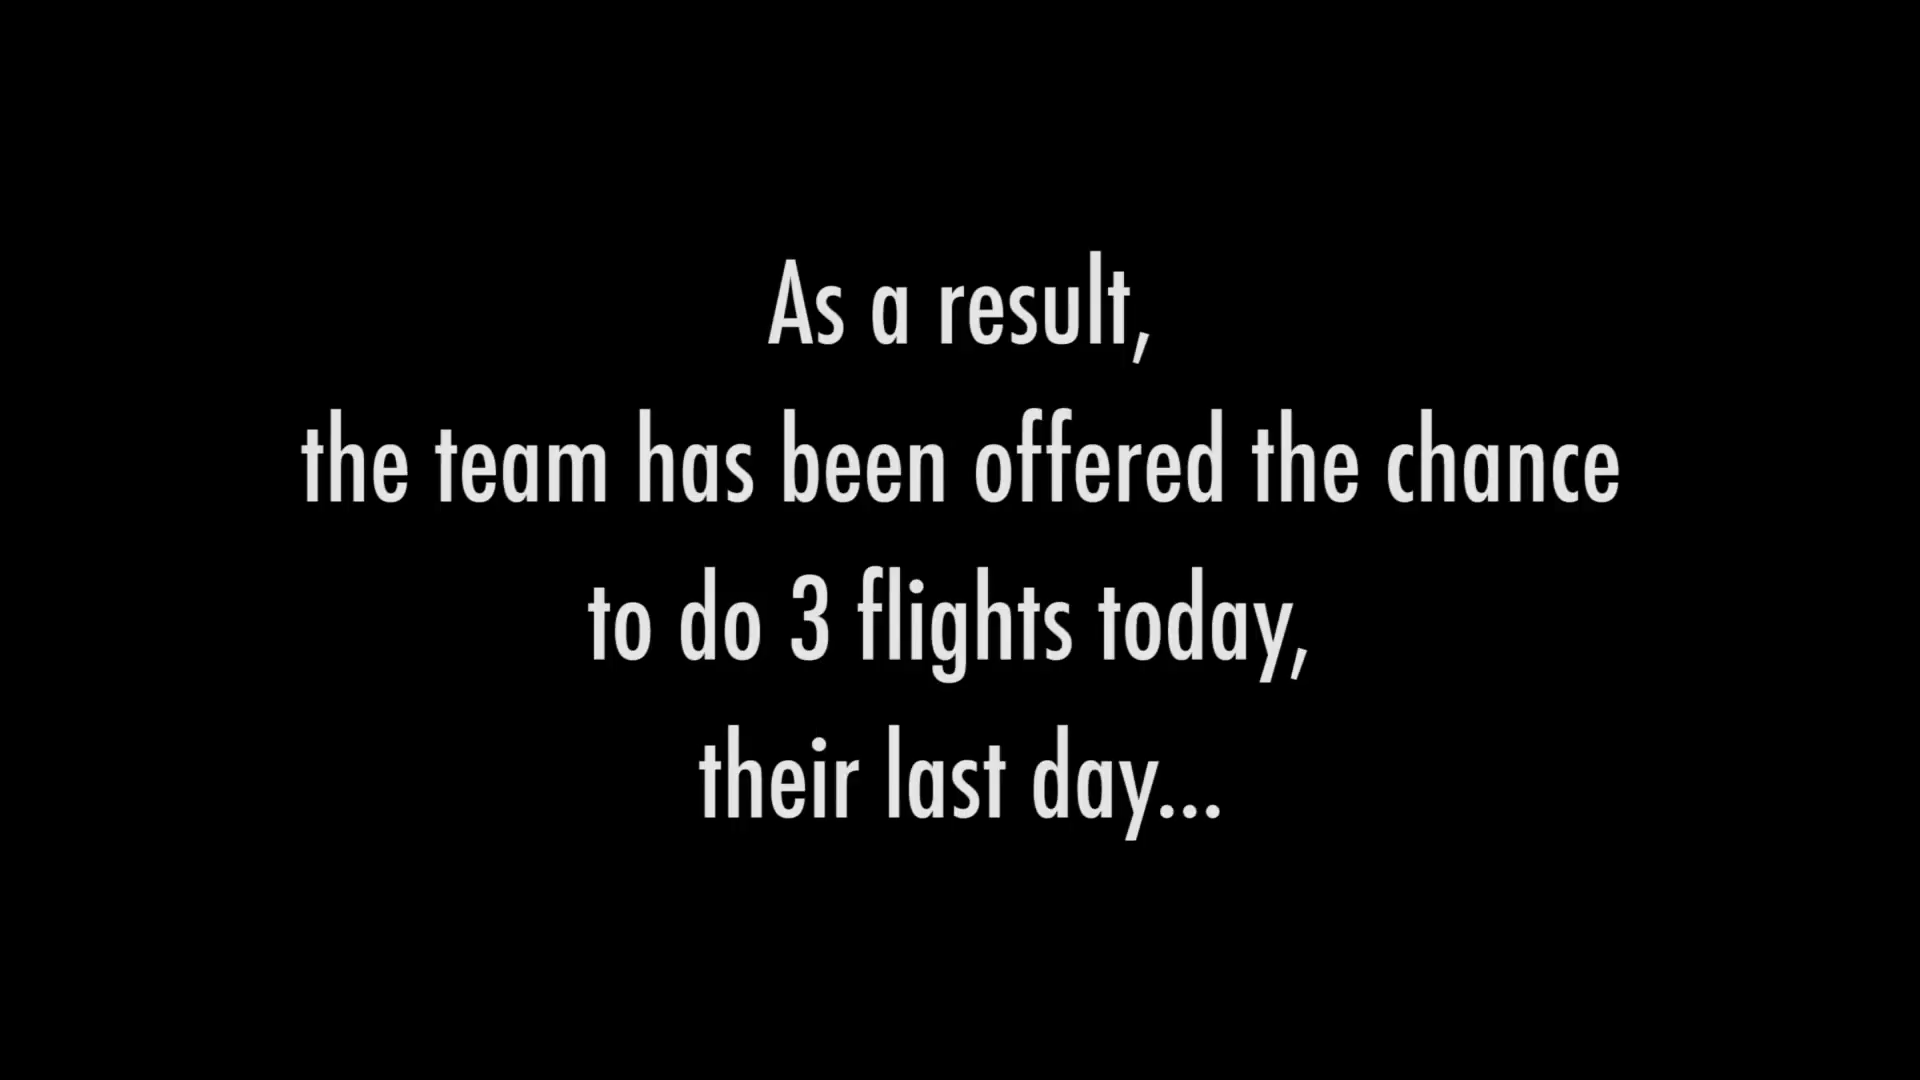 As a result,
the team has been offered the chance
to do 3 flights today,
their last day...